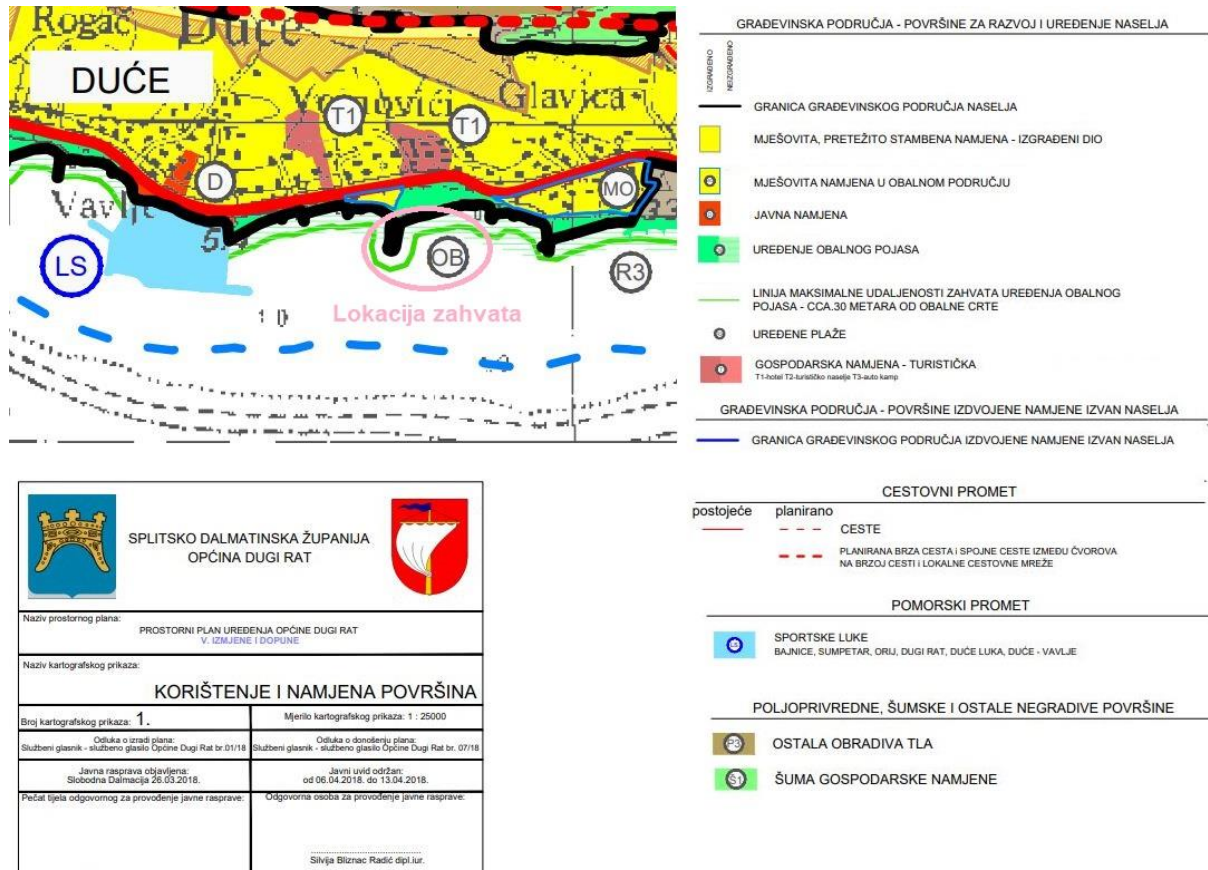 Rogač
Duće
DUĆE
Glavica
T1
T1
D
MO
Vavlje
LS
OB
R3
Lokacija zahvata
GRAĐEVINSKA PODRUČJA - POVRŠINE ZA RAZVOJ I UREĐENJE NASELJA
IZGRAĐENO
NEIZGRAĐENO
GRANICA GRAĐEVINSKOG PODRUČJA NASELJA
MJEŠOVITA, PRETEŽITO STAMBENA NAMJENA - IZGRAĐENI DIO
MJEŠOVITA NAMJENA U OBALNOM PODRUČJU
JAVNA NAMJENA
UREĐENJE OBALNOG POJASA
LINIJA MAKSIMALNE UDALJENOSTI ZAHVATA UREĐENJA OBALNOG
POJASA - CCA.30 METARA OD OBALNE CRTE
UREĐENE PLAŽE
GOSPODARSKA NAMJENA - TURISTIČKA
T1-hotel T2-turističko naselje T3-auto kamp
GRAĐEVINSKA PODRUČJA - POVRŠINE IZDVOJENE NAMJENE IZVAN NASELJA
GRANICA GRAĐEVINSKOG PODRUČJA IZDVOJENE NAMJENE IZVAN NASELJA
CESTOVNI PROMET
postojeće planirano
CESTE
PLANIRANA BRZA CESTA i SPOJNE CESTE IZMEĐU ČVOROVA
NA BRZOJ CESTI i LOKALNE CESTOVNE MREŽE
POMORSKI PROMET
LS
SPORTSKE LUKE
BAJNICE, SUMPETAR, ORIJ, DUGI RAT, DUĆE LUKA, DUĆE - VAVLJE
POLJOPRIVREDNE, ŠUMSKE I OSTALE NEGRADIVE POVRŠINE
P3 OSTALA OBRADIVA TLA
Š1 ŠUMA GOSPODARSKE NAMJENE
SPLITSKO DALMATINSKA ŽUPANIJA
OPĆINA DUGI RAT
Naziv prostornog plana:
PROSTORNI PLAN UREĐENJA OPĆINE DUGI RAT
V. IZMJENE I DOPUNE
Naziv kartografskog prikaza:
KORIŠTENJE I NAMJENA POVRŠINA
Broj kartografskog prikaza: 1.
Mjerilo kartografskog prikaza: 1 : 25000
Odluka o izradi plana:
Službeni glasnik - službeno glasilo Općine Dugi Rat br.01/18
Odluka o donošenju plana:
Službeni glasnik - službeno glasilo Općine Dugi Rat br. 07/18
Javna rasprava objavljena:
Slobodna Dalmacija 26.03.2018.
Javni uvid održan:
od 06.04.2018. do 13.04.2018.
Pečat tijela odgovornog za provođenje javne rasprave:
Odgovorna osoba za provođenje javne rasprave:
Silvija Bliznac Radić dipl.iur.